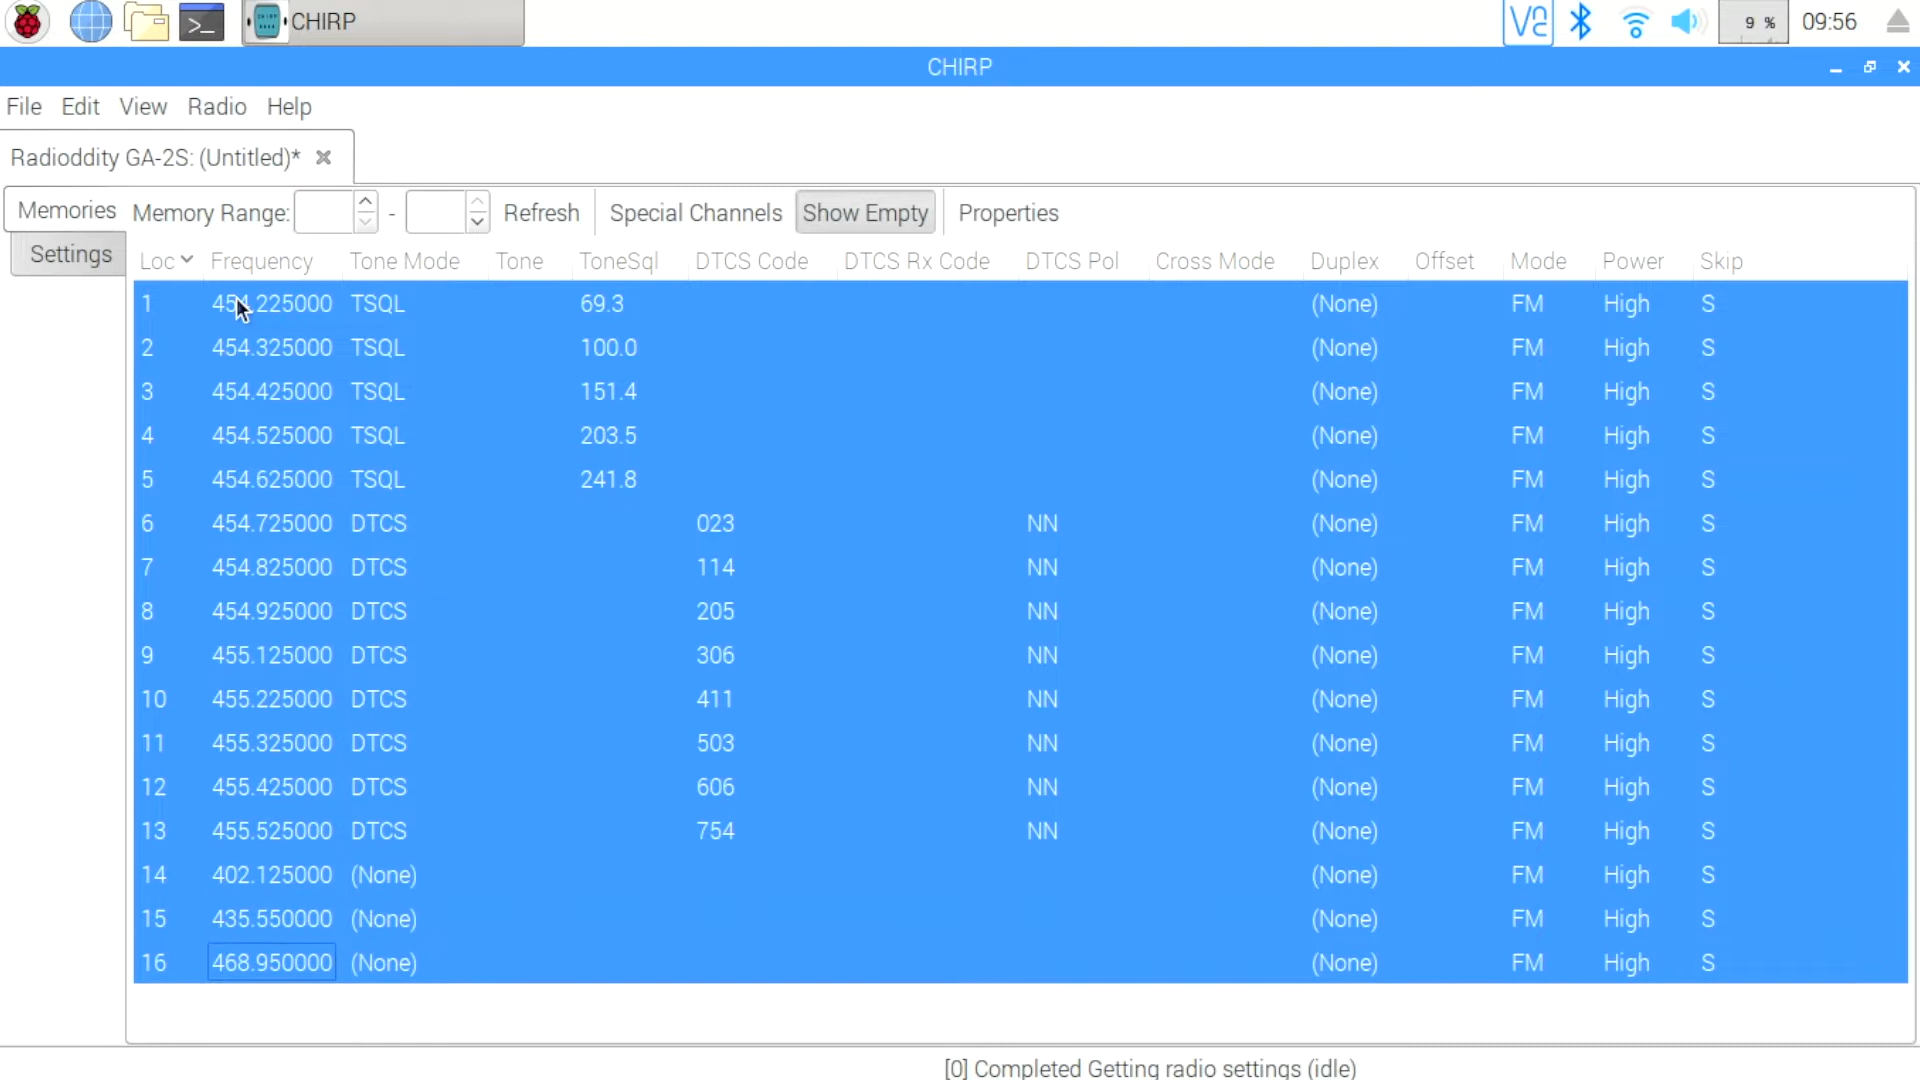 CHIRP
V2
9 %
09:56
CHIRP
File Edit View Radio Help
Radioddity GA-2S: (Untitled)*
Memories Memory Range: - Refresh Special Channels Show Empty Properties
Settings
Loc Frequency Tone Mode Tone ToneSql DTCS Code DTCS Rx Code DTCS Pol Cross Mode Duplex Offset Mode Power Skip
1 454.225000 TSQL 69.3 (None) FM High S
2 454.325000 TSQL 100.0 (None) FM High S
3 454.425000 TSQL 151.4 (None) FM High S
4 454.525000 TSQL 203.5 (None) FM High S
5 454.625000 TSQL 241.8 (None) FM High S
6 454.725000 DTCS 023 NN (None) FM High S
7 454.825000 DTCS 114 NN (None) FM High S
8 454.925000 DTCS 205 NN (None) FM High S
9 455.125000 DTCS 306 NN (None) FM High S
10 455.225000 DTCS 411 NN (None) FM High S
11 455.325000 DTCS 503 NN (None) FM High S
12 455.425000 DTCS 606 NN (None) FM High S
13 455.525000 DTCS 754 NN (None) FM High S
14 402.125000 (None) (None) FM High S
15 435.550000 (None) (None) FM High S
16 468.950000 (None) (None) FM High S
[0] Completed Getting radio settings (idle)